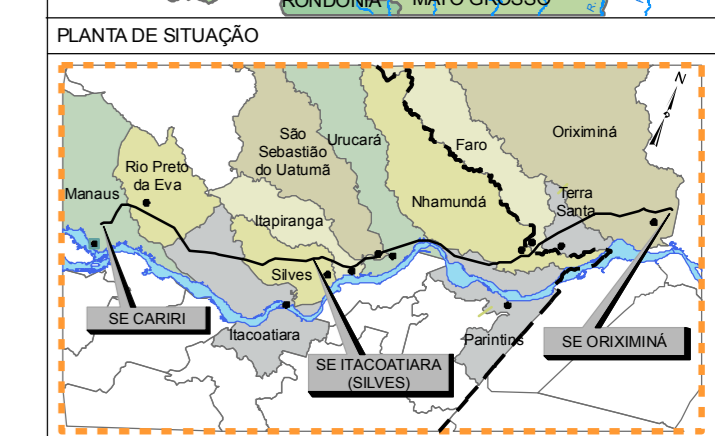 RONDÔNIA MATO GROSSO
PLANTA DE SITUAÇÃO
N
São
Sebastião
do Uatumã
Urucará
Faro
Oriximiná
Rio Preto
da Eva
Manaus
Nhamundá
Terra
Santa
Itapiranga
Silves
SE CARIRI
Itacoatiara
SE ITACOATIARA
(SILVES)
Parintins
SE ORIXIMINÁ